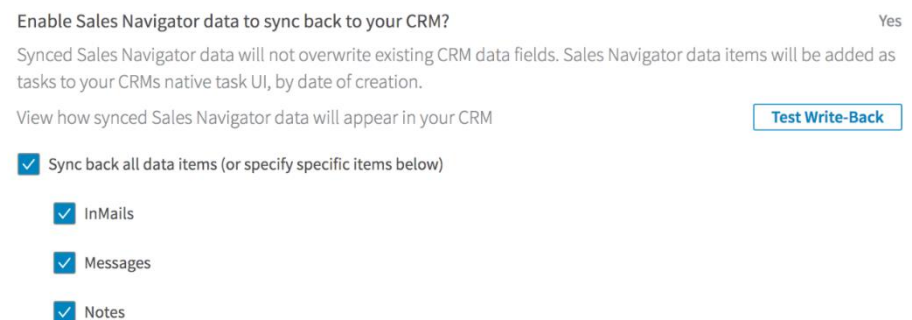 Enable Sales Navigator data to sync back to your CRM? Yes
Synced Sales Navigator data will not overwrite existing CRM data fields. Sales Navigator data items will be added as
tasks to your CRMs native task UI, by date of creation.
View how synced Sales Navigator data will appear in your CRM Test Write-Back
Sync back all data items (or specify specific items below)
InMails
Messages
Notes